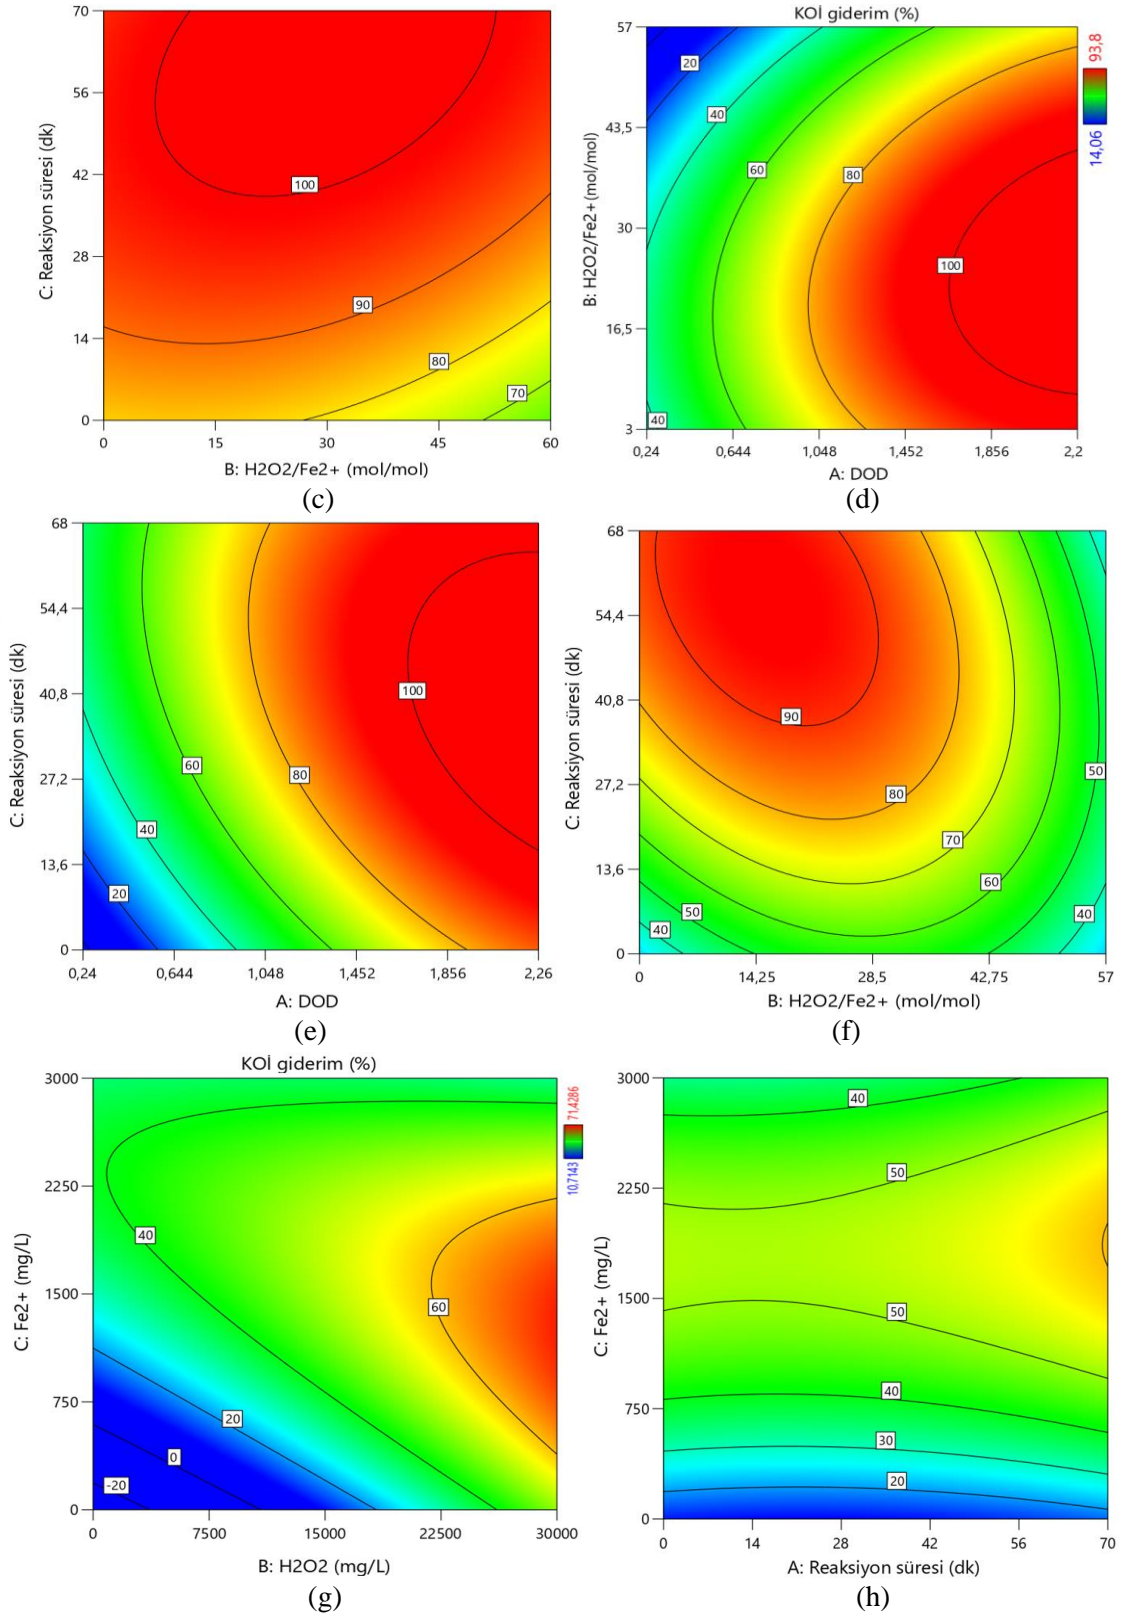 70
56
42
28
14
0
C: Reaksiyon süresi (dk)
100
90
80
70
0 15 30 45 60
B: H2O2/Fe2+ (mol/mol)
(c)
KOİ giderim (%)
57
43,5
30
16,5
3
B: H2O2/Fe2+(mol/mol)
20
40
60
80
100
40
93,8
14,06
0,24 0,644 1,048 1,452 1,856 2,2
A: DOD
(d)
68
54,4
40,8
27,2
13,6
0
C: Reaksiyon süresi (dk)
100
80
60
40
20
0,24 0,644 1,048 1,452 1,856 2,26
A: DOD
(e)
68
54,4
40,8
27,2
13,6
0
C: Reaksiyon süresi (dk)
90
80
70
60
50
50
40
40
0 14,25 28,5 42,75 57
B: H2O2/Fe2+ (mol/mol)
(f)
KOİ giderim (%)
3000
2250
1500
750
0
C: Fe2+ (mg/L)
40
60
20
0
-20
71,4286
10,7143
0 7500 15000 22500 30000
B: H2O2 (mg/L)
(g)
3000
2250
1500
750
0
C: Fe2+ (mg/L)
40
50
50
40
30
20
0 14 28 42 56 70
A: Reaksiyon süresi (dk)
(h)